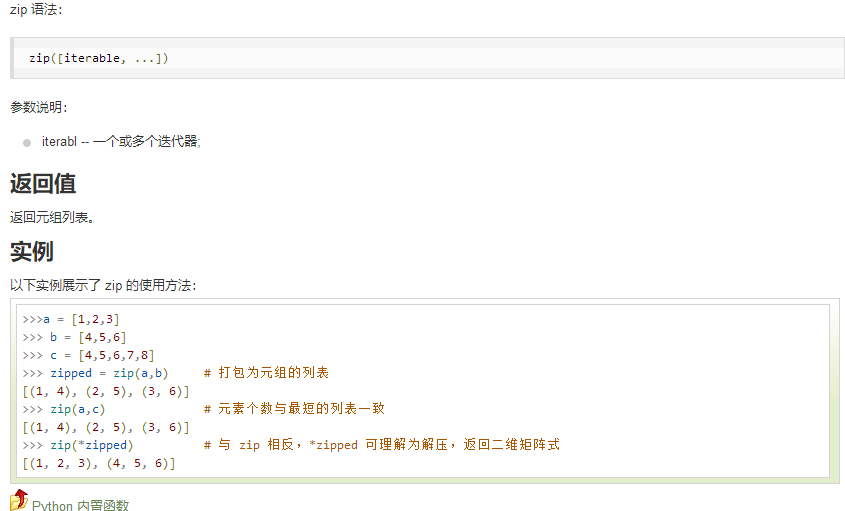 zip 语法:
zip([iterable, ...])
参数说明:
iterabl -- 一个或多个迭代器;
返回值
返回元组列表。
实例
以下实例展示了 zip 的使用方法:
>>>a = [1,2,3]
>>> b = [4,5,6]
>>> c = [4,5,6,7,8]
>>> zipped = zip(a,b)     # 打包为元组的列表
[(1, 4), (2, 5), (3, 6)]
>>> zip(a,c)              # 元素个数与最短的列表一致
[(1, 4), (2, 5), (3, 6)]
>>> zip(*zipped)          # 与 zip 相反，*zipped 可理解为解压，返回二维矩阵式
[(1, 2, 3), (4, 5, 6)]
Python 内置函数